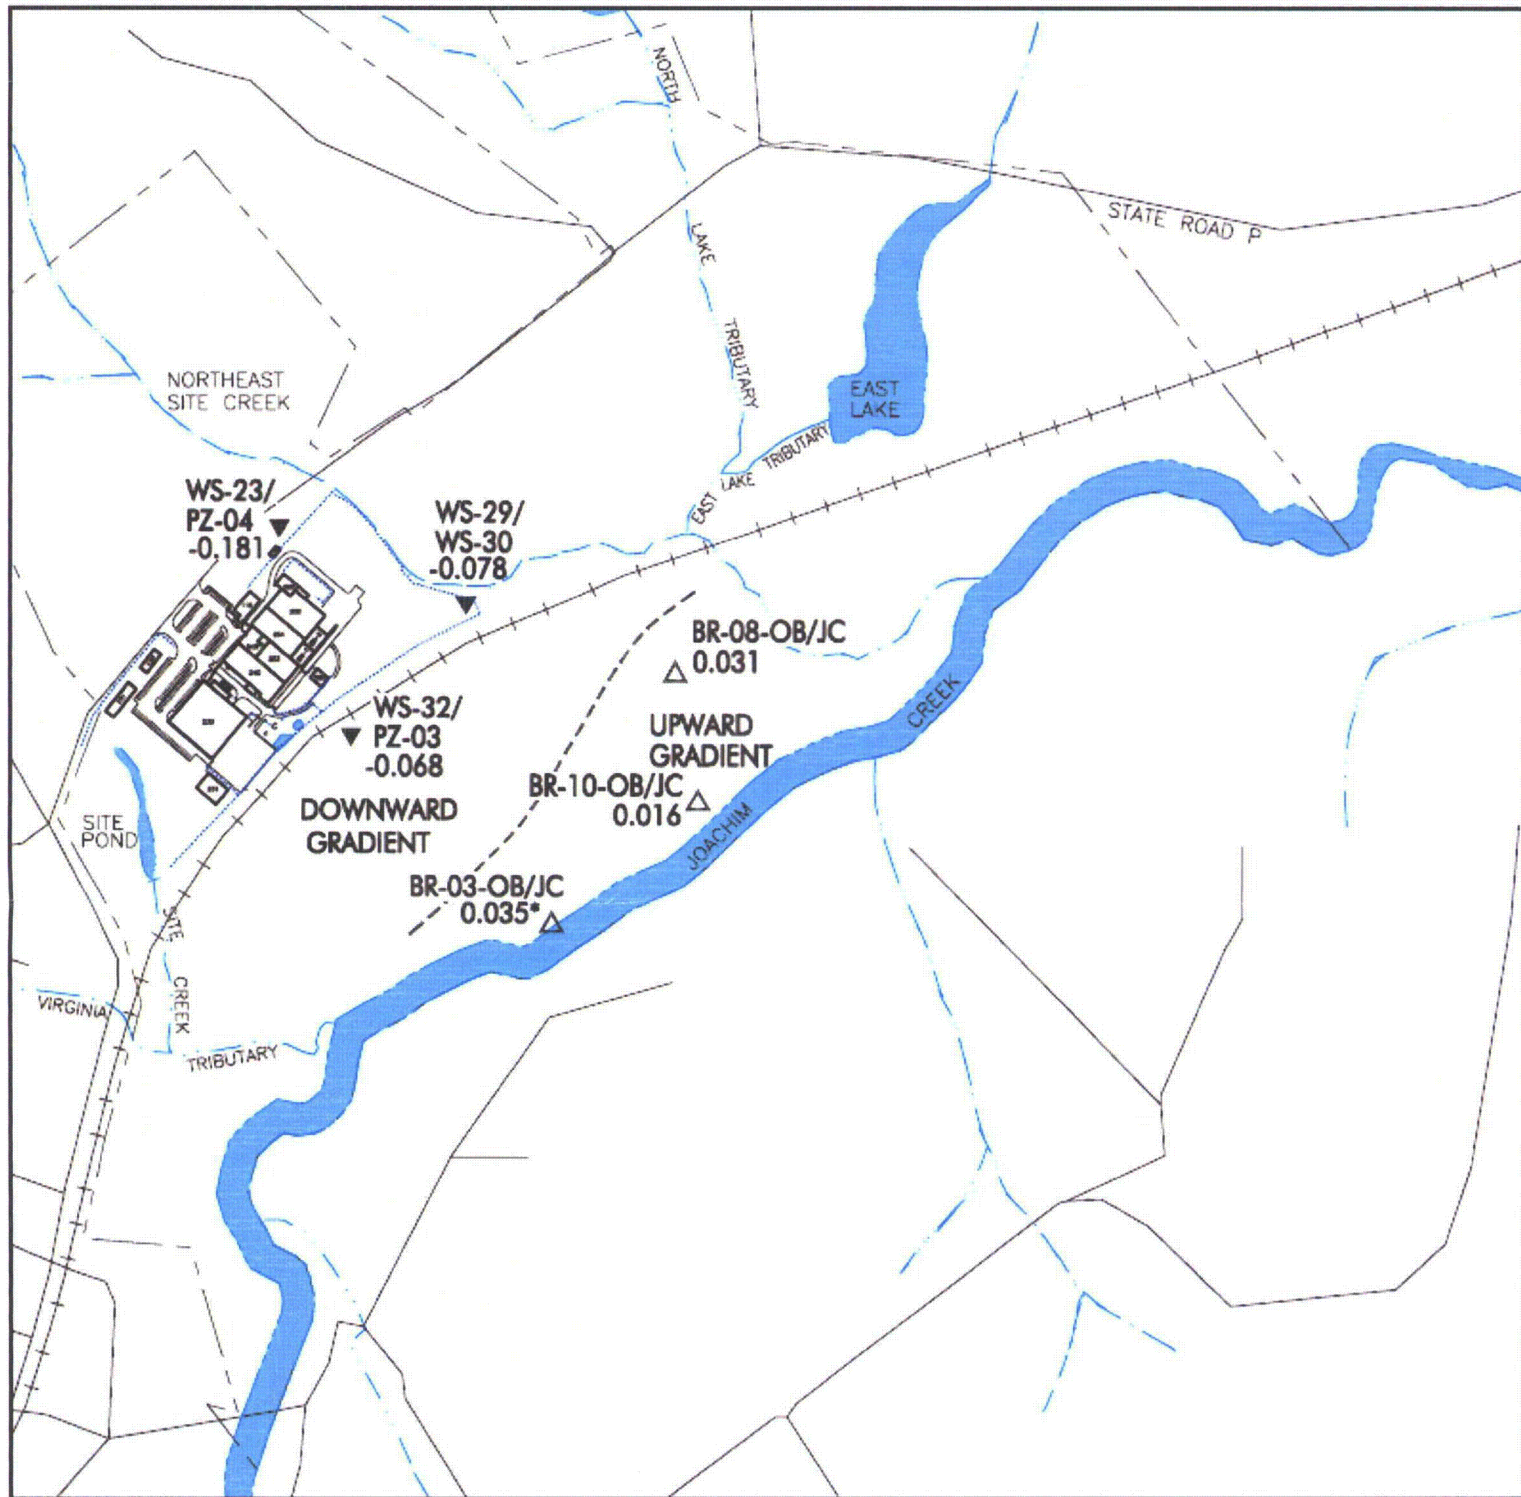 NORTH
LAKE
TRIBUTARY
STATE ROAD P
NORTHEAST
SITE CREEK
EAST
LAKE
EAST LAKE TRIBUTARY
WS-23/
PZ-04
-0.181
WS-29/
WS-30
-0.078
BR-08-OB/JC
0.031
WS-32/
PZ-03
-0.068
UPWARD
GRADIENT
BR-10-OB/JC
0.016
DOWNWARD
GRADIENT
SITE
POND
JOACHIM CREEK
BR-03-OB/JC
0.035*
SITE CREEK
VIRGINIA
TRIBUTARY